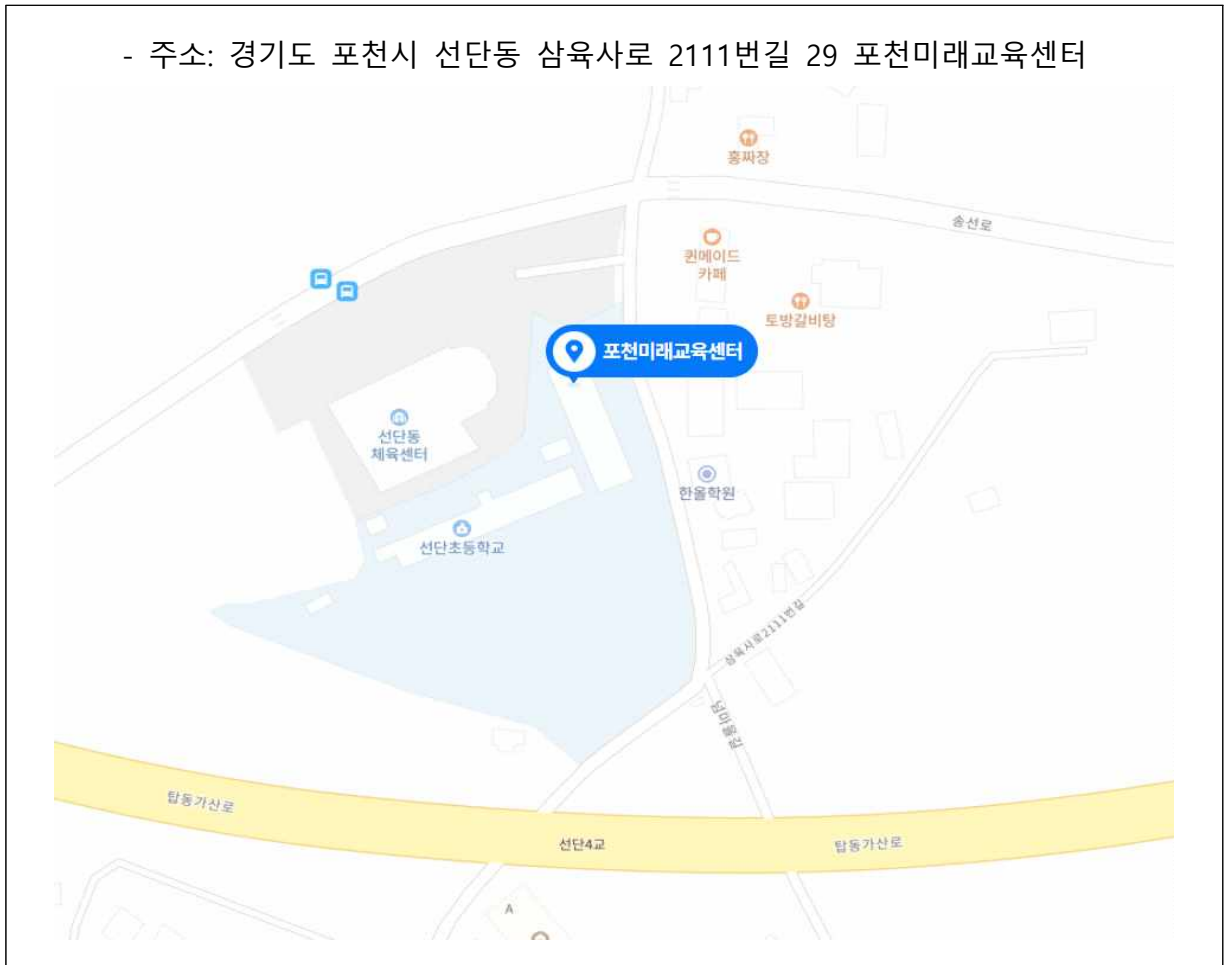 - 주소: 경기도 포천시 선단동 삼육사로 2111번길 29 포천미래교육센터
홍짜장
송선로
퀸메이드
카페
토방갈비탕
포천미래교육센터
선단동
체육센터
한올학원
선단초등학교
삼육사로2111번길
넘마을길
탑동가산로
선단4교
탑동가산로
A